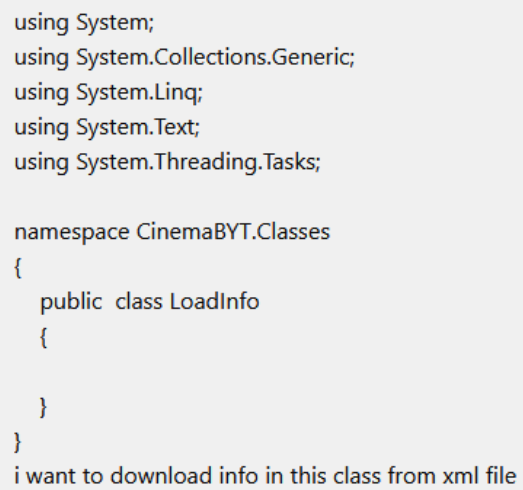 using System;
using System.Collections.Generic;
using System.Linq;
using System.Text;
using System.Threading.Tasks;

namespace CinemaBYT.Classes
{
    public  class LoadInfo
    {

    }
}
i want to download info in this class from xml file